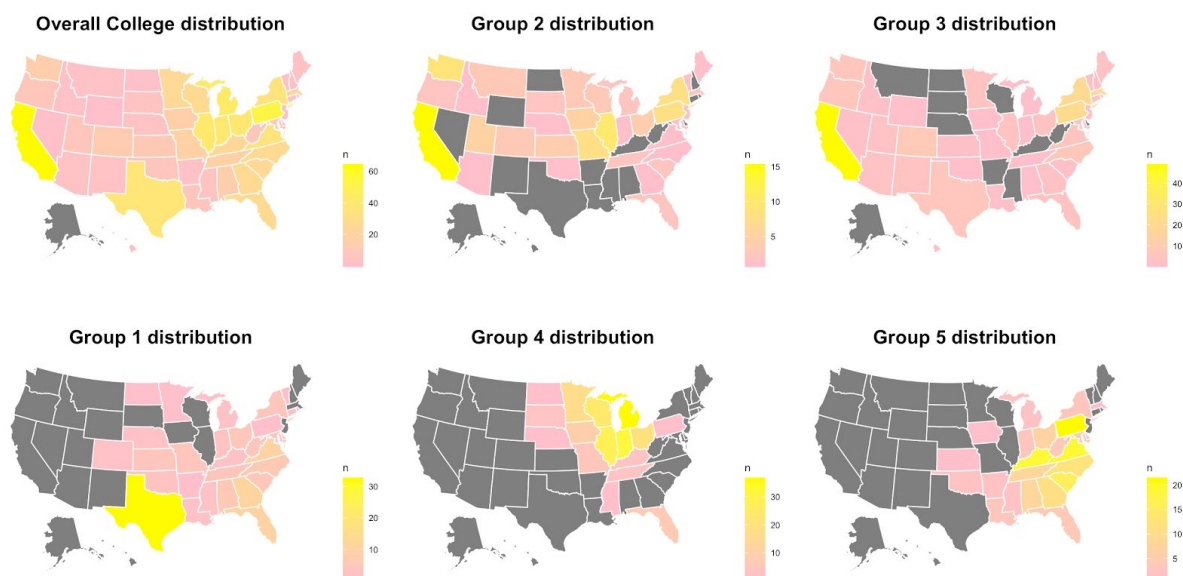 Overall College distribution
n
60
40
20
Group 2 distribution
n
15
10
5
Group 3 distribution
n
40
30
20
10
Group 1 distribution
n
30
20
10
Group 4 distribution
n
30
20
10
Group 5 distribution
n
20
15
10
5